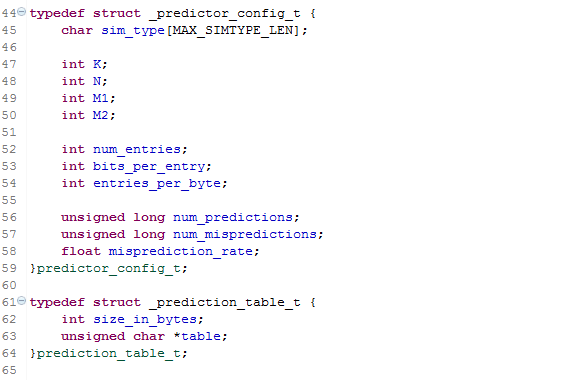 44 typedef struct _predictor_config_t {
45     char sim_type[MAX_SIMTYPE_LEN];
46
47     int K;
48     int N;
49     int M1;
50     int M2;
51
52     int num_entries;
53     int bits_per_entry;
54     int entries_per_byte;
55
56     unsigned long num_predictions;
57     unsigned long num_mispredictions;
58     float misprediction_rate;
59 }predictor_config_t;
60
61 typedef struct _prediction_table_t {
62     int size_in_bytes;
63     unsigned char *table;
64 }prediction_table_t;
65